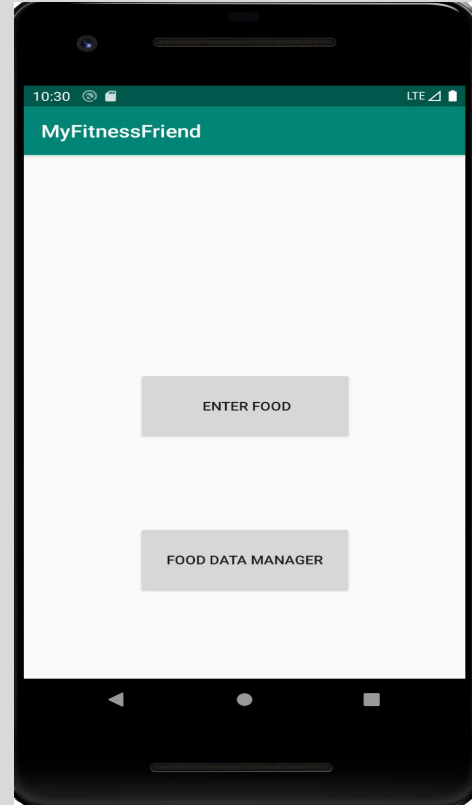 10:30
LTE
MyFitnessFriend
ENTER FOOD
FOOD DATA MANAGER